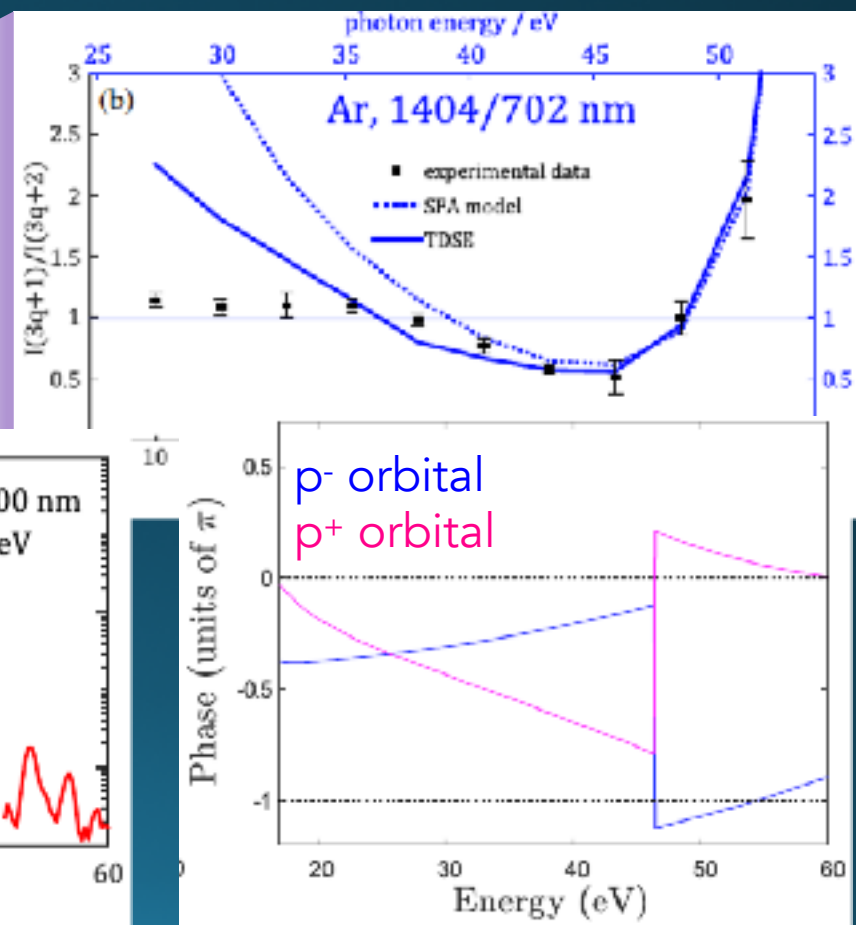 photon energy / eV
25 30 35 40 45 50
3 3
(b) Ar, 1404/702 nm
2.5 2.5
experimental data
2 2
SFA model
TDSE
1.5 1.5
1 1
0.5 0.5
I(3q+1)/I(3q+2)
10
00 nm
eV
60
p- orbital
p+ orbital
0.5
0
-0.5
-1
Phase (units of π)
20 30 40 50 60
Energy (eV)